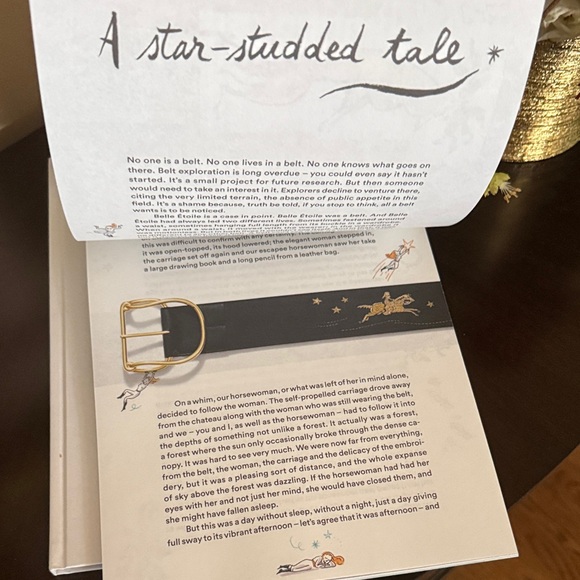 A star-studded tale
No one is a belt. No one lives in a belt. No one knows what goes on
there. Belt exploration is long overdue – you could even say it hasn't
started. It's a small project for future research. But then someone
would need to take an interest in it. Explorers decline to venture there,
citing the very limited terrain, the absence of public appetite in this
field. It's a shame because, truth be told, if you stop to think, all a belt
wants is to be noticed.
Belle Étoile is a case in point. Belle Étoile was a belt. And Belle
Étoile had always led two different lives. Sometimes fastened around
a waist, sometimes hanging full length from its buckle in a wardrobe.
this was difficult to confirm with any certainty. The
it was open-topped, its hood lowered; the elegant woman stepped in,
the carriage set off again and our escapee horsewoman saw her take
a large drawing book and a long pencil from a leather bag.
On a whim, our horsewoman, or what was left of her in mind alone,
decided to follow the woman. The self-propelled carriage drove away
from the chateau along with the woman who was still wearing the belt,
and we – you and I, as well as the horsewoman – had to follow it into
the depths of something not unlike a forest. It actually was a forest,
a forest where the sun only occasionally broke through the dense ca-
nopy. It was hard to see very much. We were now far from everything,
from the belt, the woman, the carriage and the delicacy of the embroi-
dery, but it was a pleasing sort of distance, and the whole expanse
of sky above the forest was dazzling. If the horsewoman had had her
eyes with her and not just her mind, she would have closed them, and
she might have fallen asleep.
But this was a day without sleep, without a night, just a day giving
full sway to its vibrant afternoon – let's agree that it was afternoon – and